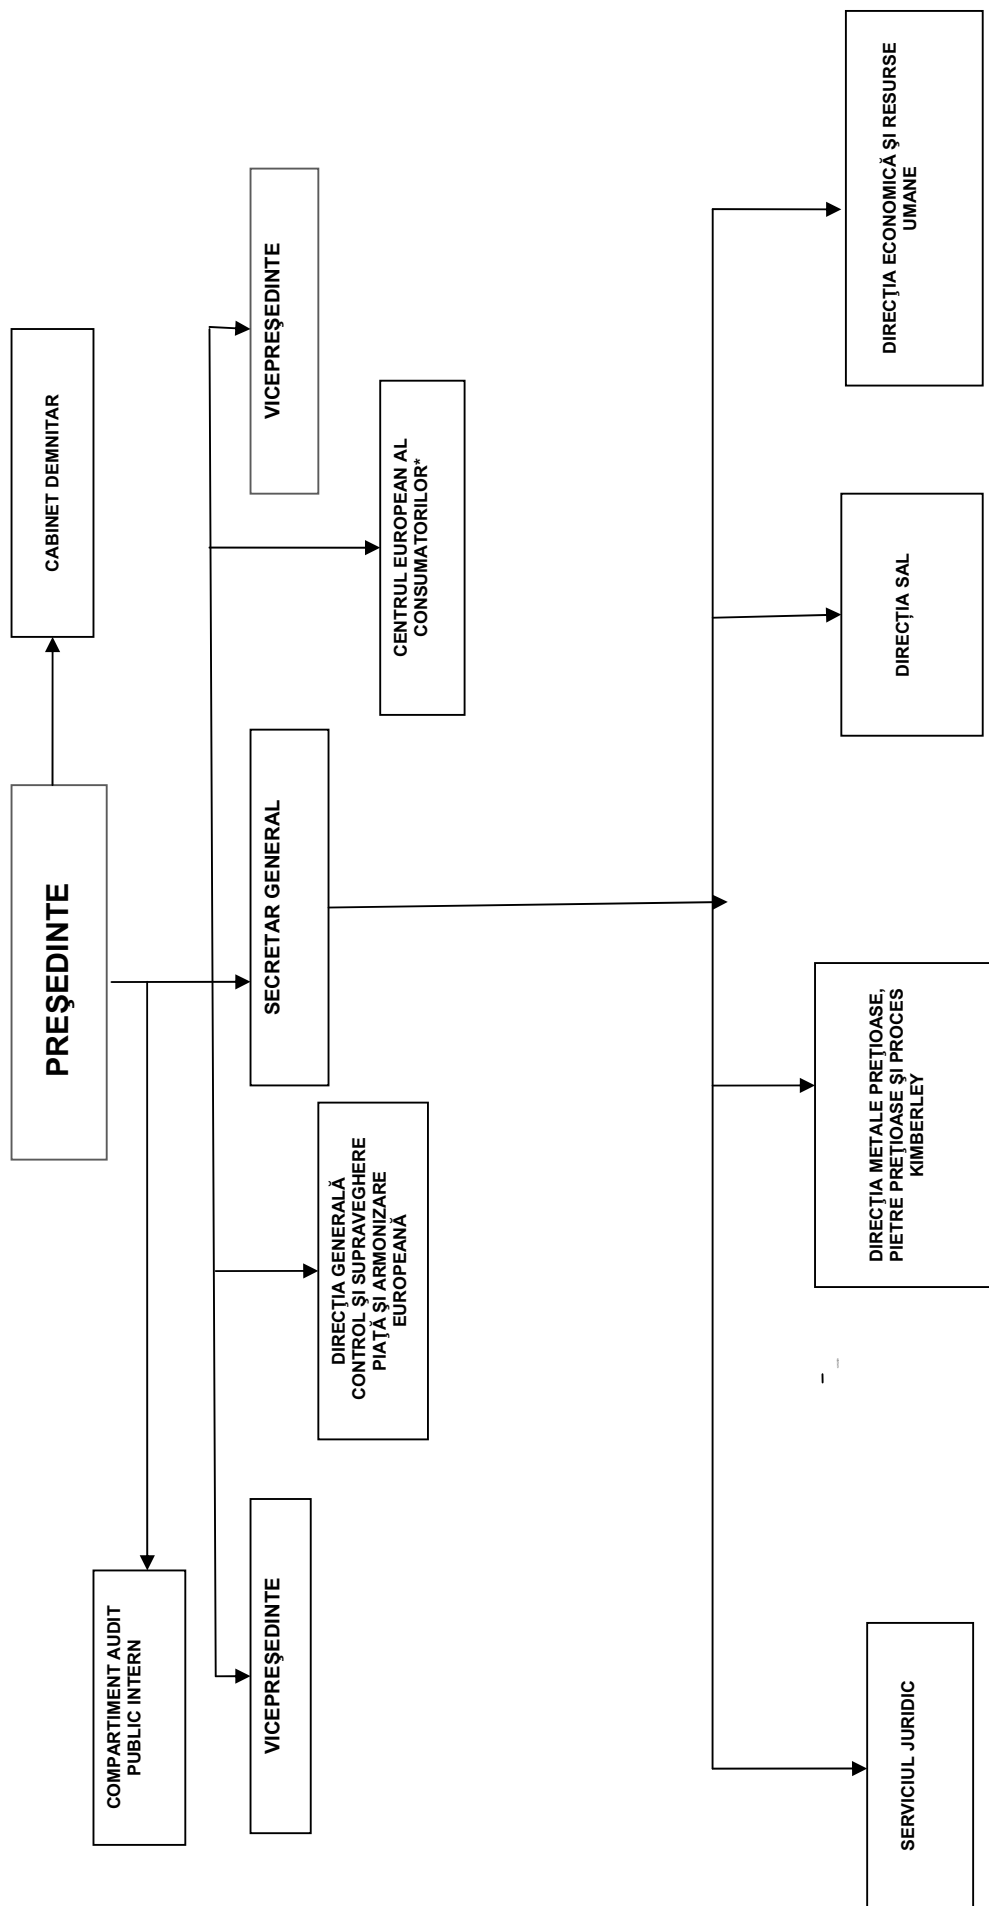 PREŞEDINTE
CABINET DEMNITAR
COMPARTIMENT AUDIT
PUBLIC INTERN
VICEPREŞEDINTE
SECRETAR GENERAL
VICEPREŞEDINTE
DIRECŢIA GENERALĂ
CONTROL ŞI SUPRAVEGHERE
PIAŢĂ ŞI ARMONIZARE
EUROPEANĂ
CENTRUL EUROPEAN AL
CONSUMATORILOR*
SERVICIUL JURIDIC
DIRECŢIA METALE PREŢIOASE,
PIETRE PREŢIOASE ŞI PROCES
KIMBERLEY
DIRECȚIA SAL
DIRECŢIA ECONOMICĂ ŞI RESURSE
UMANE